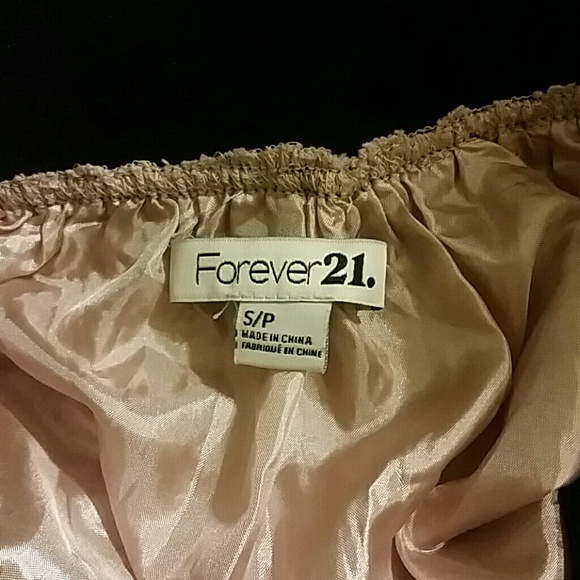 Forever21.
S/P
MADE IN CHINA
FABRIQUÉ EN CHINE